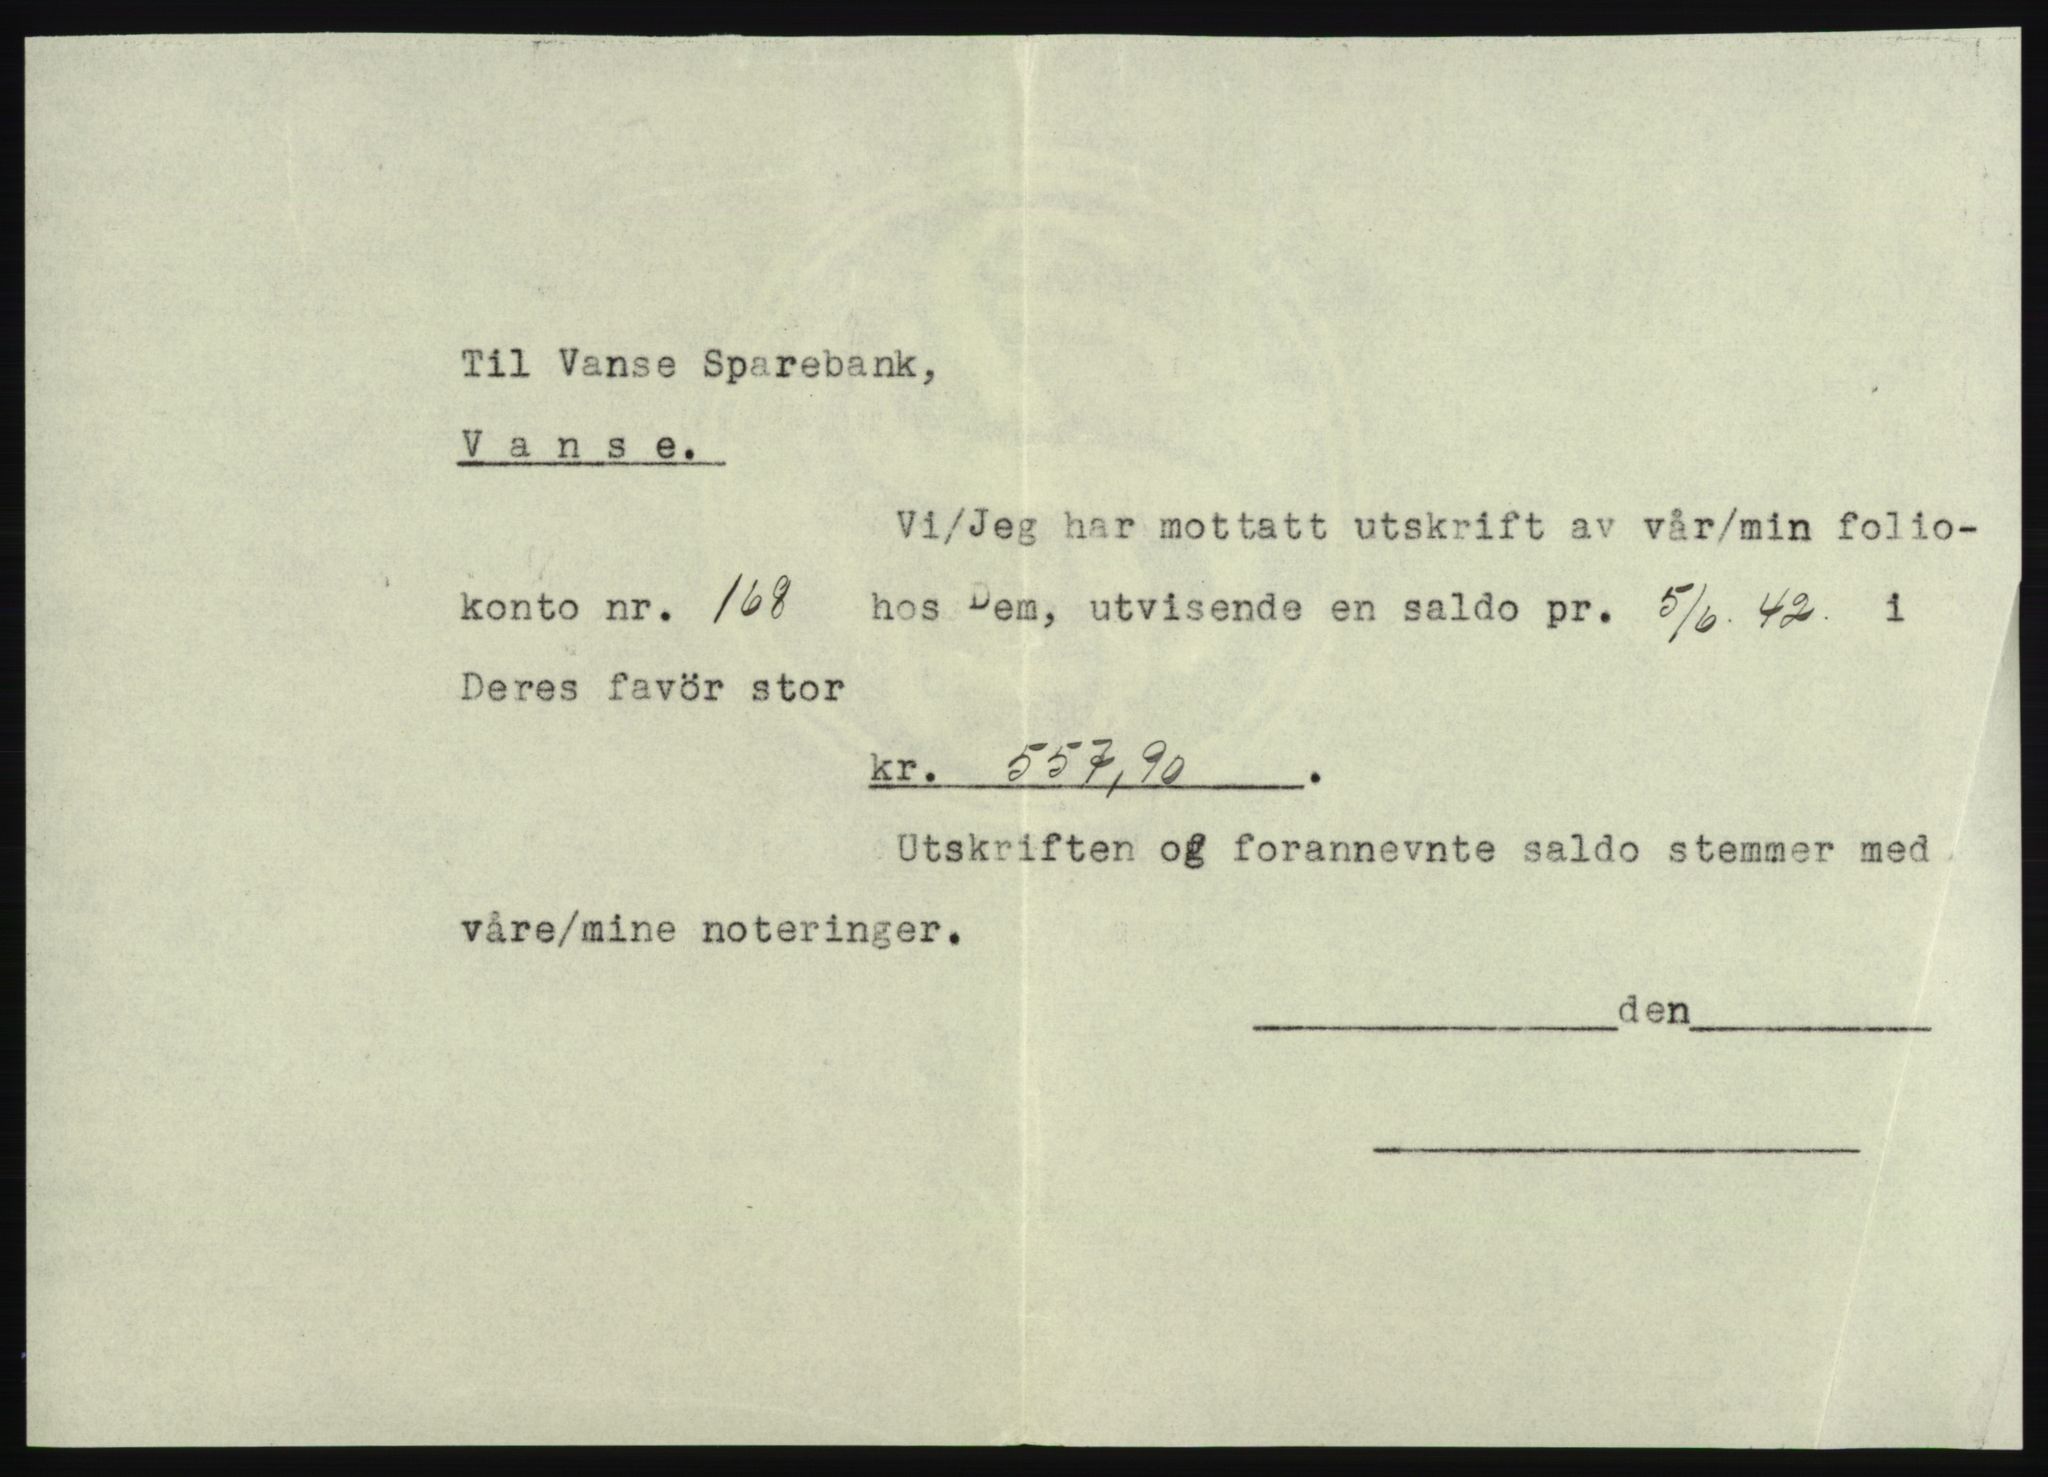 Til Vanse Sparebank,
V a n s e.
Vi/Jeg har mottatt utskrift av vår/min folio-
konto nr. 168 hos Dem, utvisende en saldo pr. 5/6. 42. i
Deres favör stor
kr. 557,90 .
Utskriften og forannevnte saldo stemmer med
våre/mine noteringer.
den